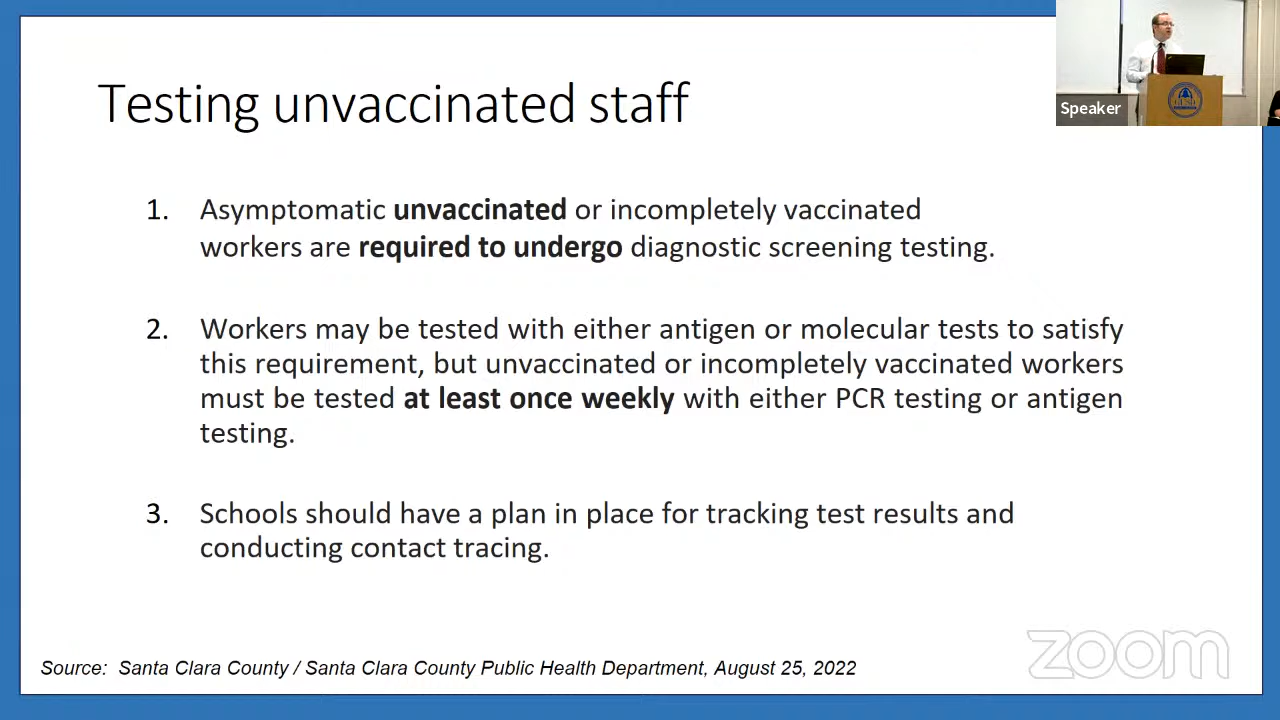 Testing unvaccinated staff
Speaker
1. Asymptomatic unvaccinated or incompletely vaccinated
workers are required to undergo diagnostic screening testing.
2. Workers may be tested with either antigen or molecular tests to satisfy
this requirement, but unvaccinated or incompletely vaccinated workers
must be tested at least once weekly with either PCR testing or antigen
testing.
3. Schools should have a plan in place for tracking test results and
conducting contact tracing.
Source: Santa Clara County / Santa Clara County Public Health Department, August 25, 2022
zoom